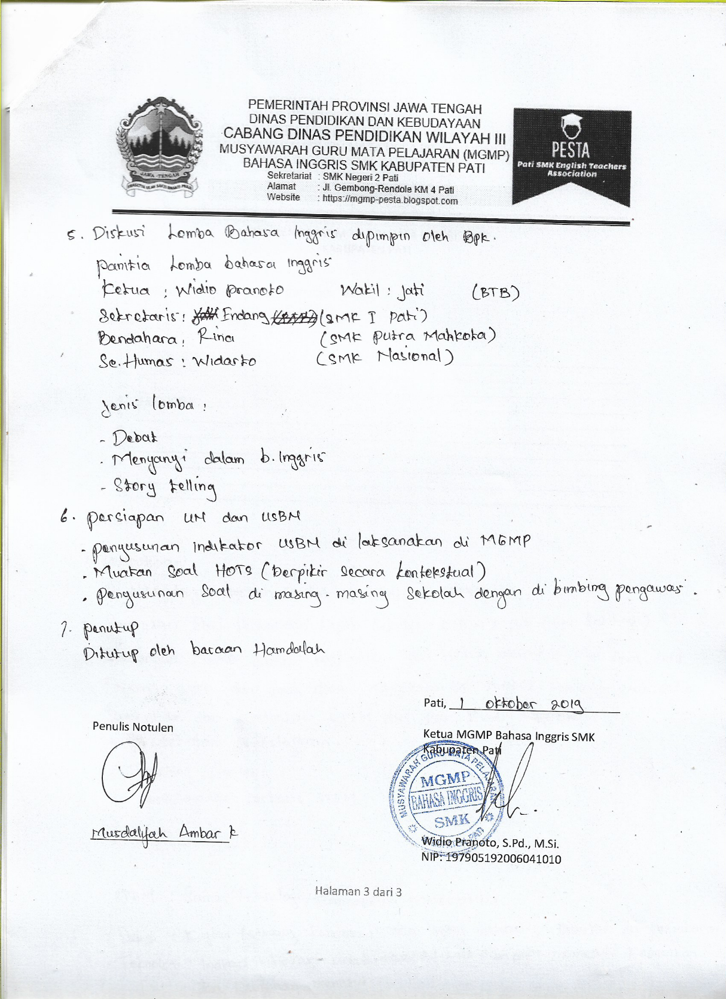 PEMERINTAH PROVINSI JAWA TENGAH
DINAS PENDIDIKAN DAN KEBUDAYAAN
CABANG DINAS PENDIDIKAN WILAYAH III
MUSYAWARAH GURU MATA PELAJARAN (MGMP)
BAHASA INGGRIS SMK KABUPATEN PATI
Sekretariat : SMK Negeri 2 Pati
Alamat : Jl. Gembong-Rendole KM 4 Pati
Website : https://mgmp-pesta.blogspot.com
JAWA - TENGAH
PESTA
Pati SMK English Teachers
Association
5. Diskusi Lomba Bahasa Inggris dipimpin oleh Bpk.
panitia Lomba bahasa Inggris
Ketua : Widio pranoto Wakil : Jati (BTB)
Sekretaris : Endang (SMK I Pati)
Bendahara : Rina (SMK Putra Mahkota)
Se. Humas : Widarto (SMK Nasional)
Jenis lomba :
- Debat
- Menyanyi dalam b. Inggris
- Story telling
6. persiapan UN dan USBN
- penyusunan indikator USBN di laksanakan di MGMP
- Muatan Soal HOTS (berpikir secara kontekstual)
- penyusunan soal di masing-masing sekolah dengan di bimbing pengawas.
7. penutup
Ditutup oleh bacaan Hamdalah
Pati, 1 Oktober 2019
Penulis Notulen
Ketua MGMP Bahasa Inggris SMK
Kabupaten Pati
MUSYAWARAH GURU MATA PELAJARAN
MGMP
BAHASA INGGRIS
SMK
Musdalifah Ambar K
Widio Pranoto, S.Pd., M.Si.
NIP: 197905192006041010
Halaman 3 dari 3